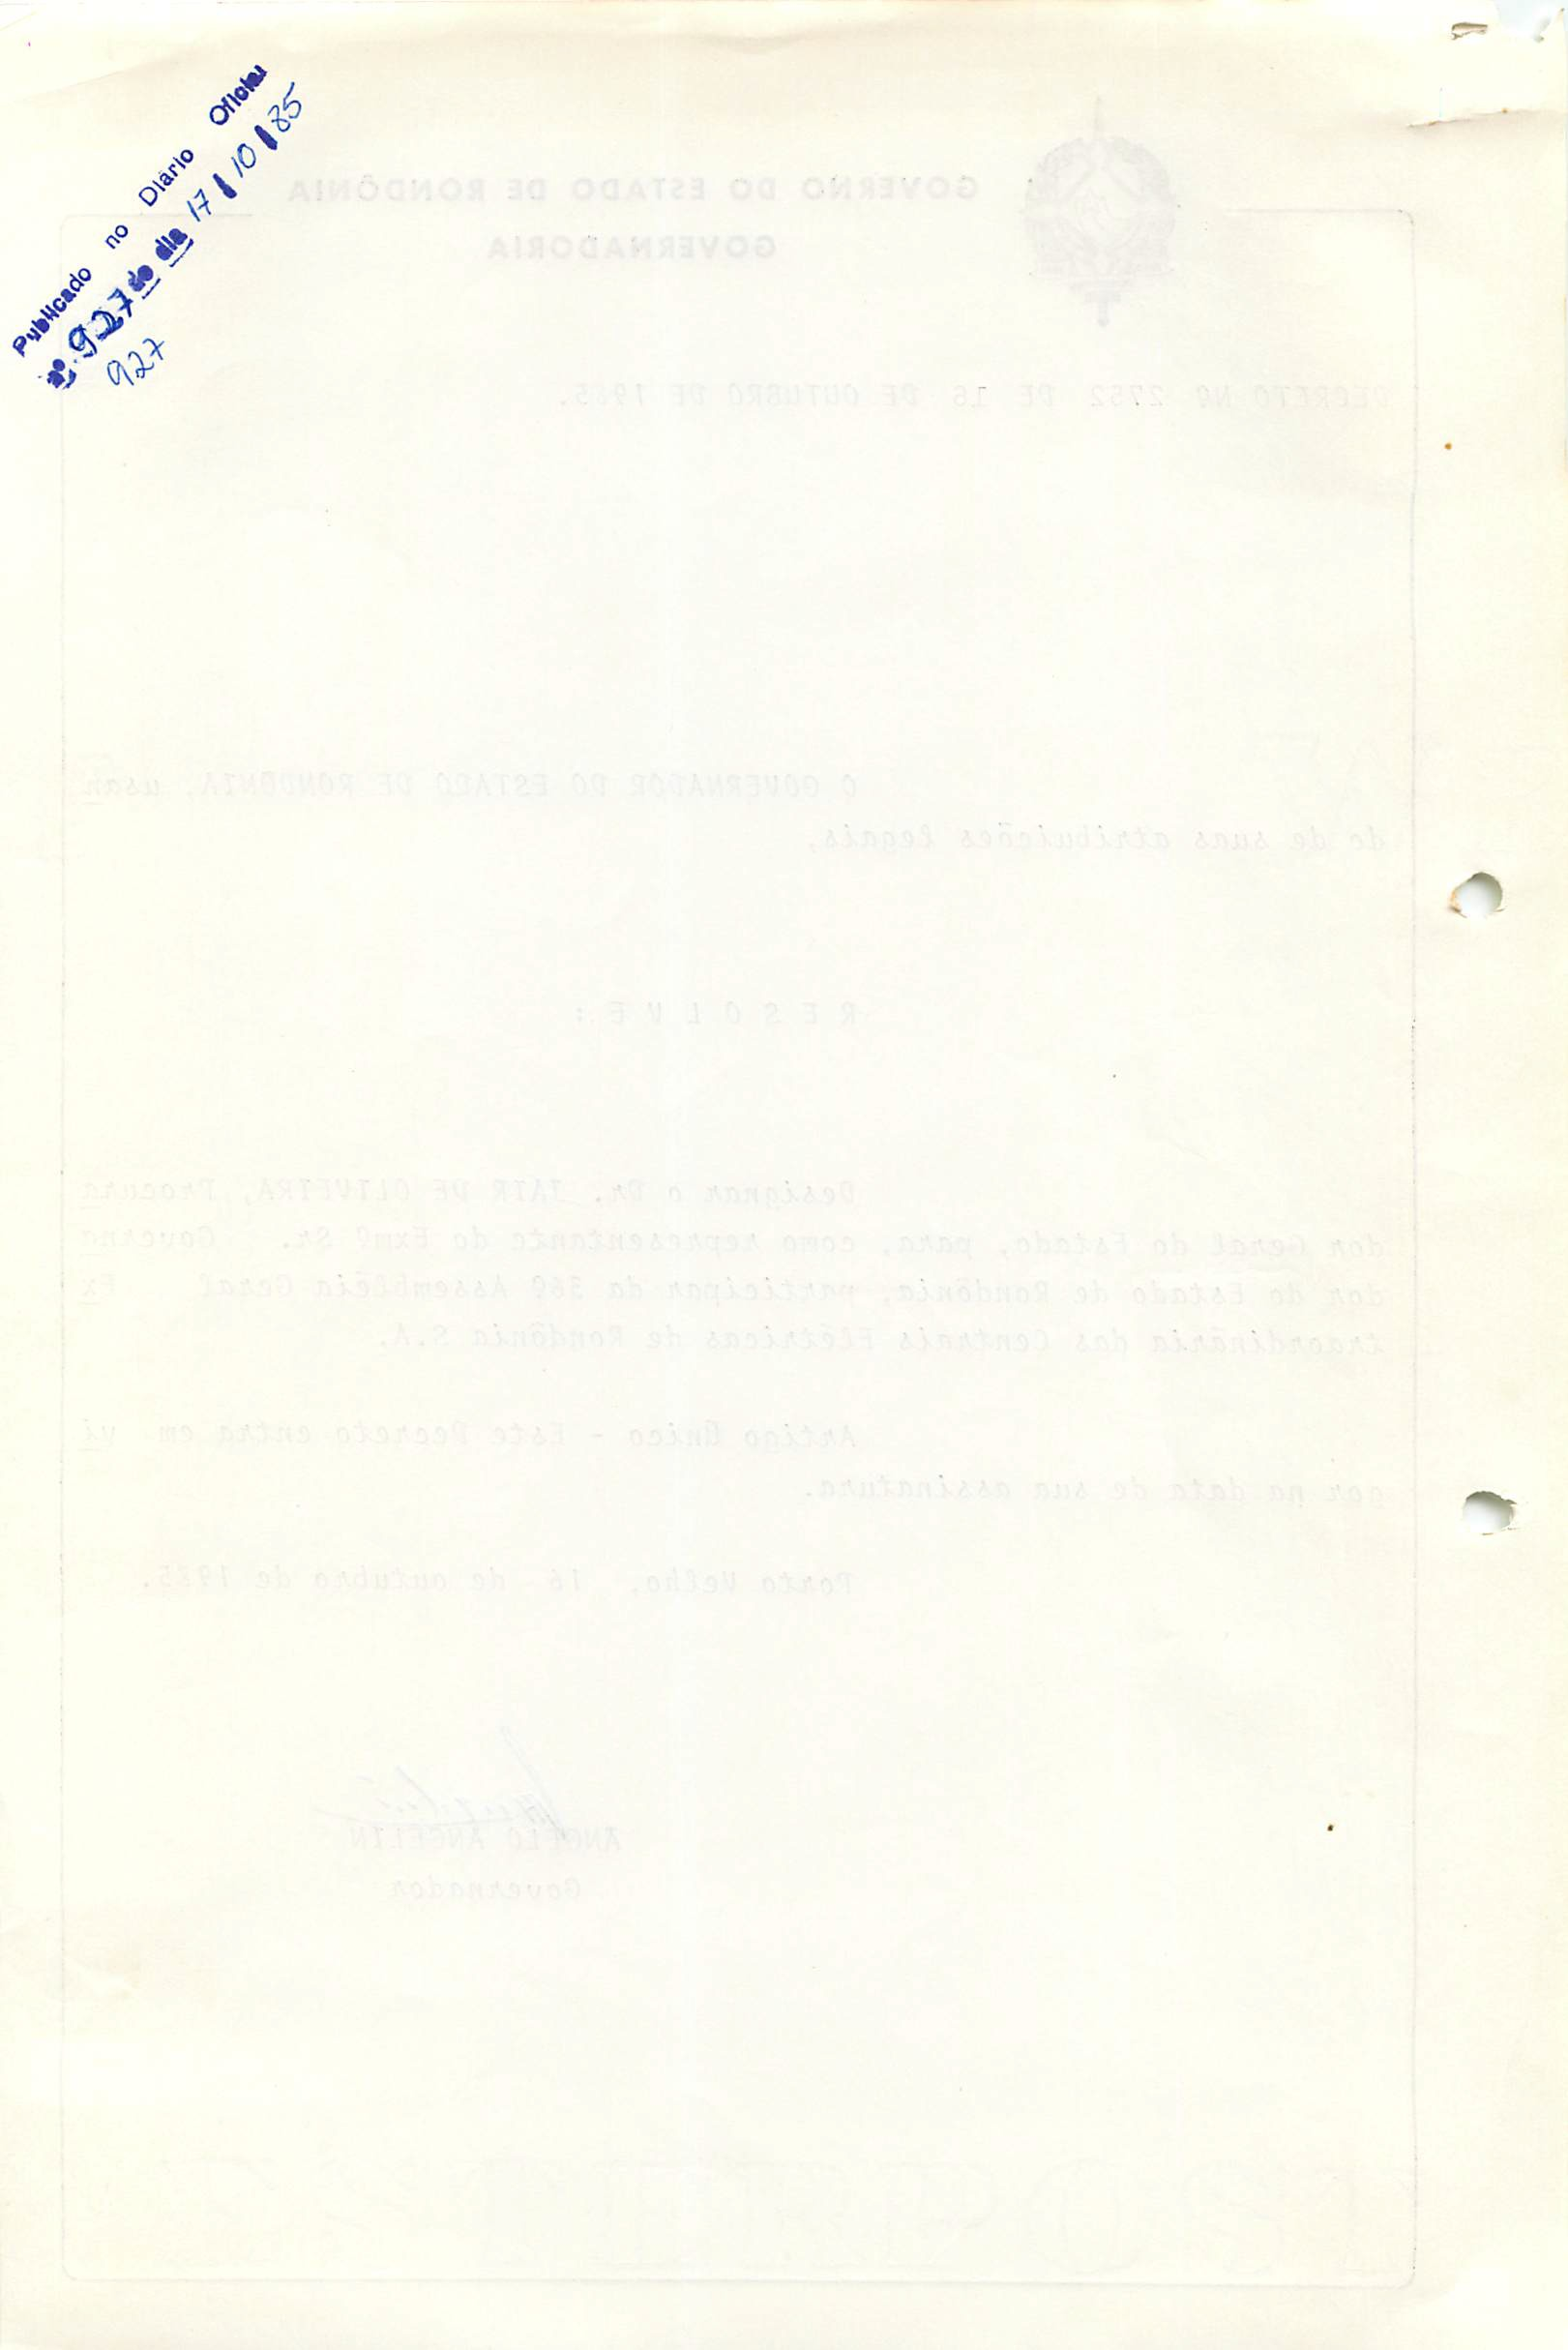 Publicado no Diário Oficial
nº 927 do dia 17/10/85
927
GOVERNO DO ESTADO DE RONDÔNIA
GOVERNADORIA
DECRETO Nº 2752 DE 16 DE OUTUBRO DE 1985.
O GOVERNADOR DO ESTADO DE RONDÔNIA, usan
do de suas atribuições legais,
R E S O L V E :
Designar o Dr. JAIR DE OLIVEIRA, Procura
dor Geral do Estado, para, como representante do Exmº Sr. Governa
dor do Estado de Rondônia, participar da 36ª Assembléia Geral Ex
traordinária das Centrais Elétricas de Rondônia S.A.
Artigo Único - Este Decreto entra em vi
gor na data de sua assinatura.
Porto Velho, 16 de outubro de 1985.
ANGELO ANGELIN
Governador